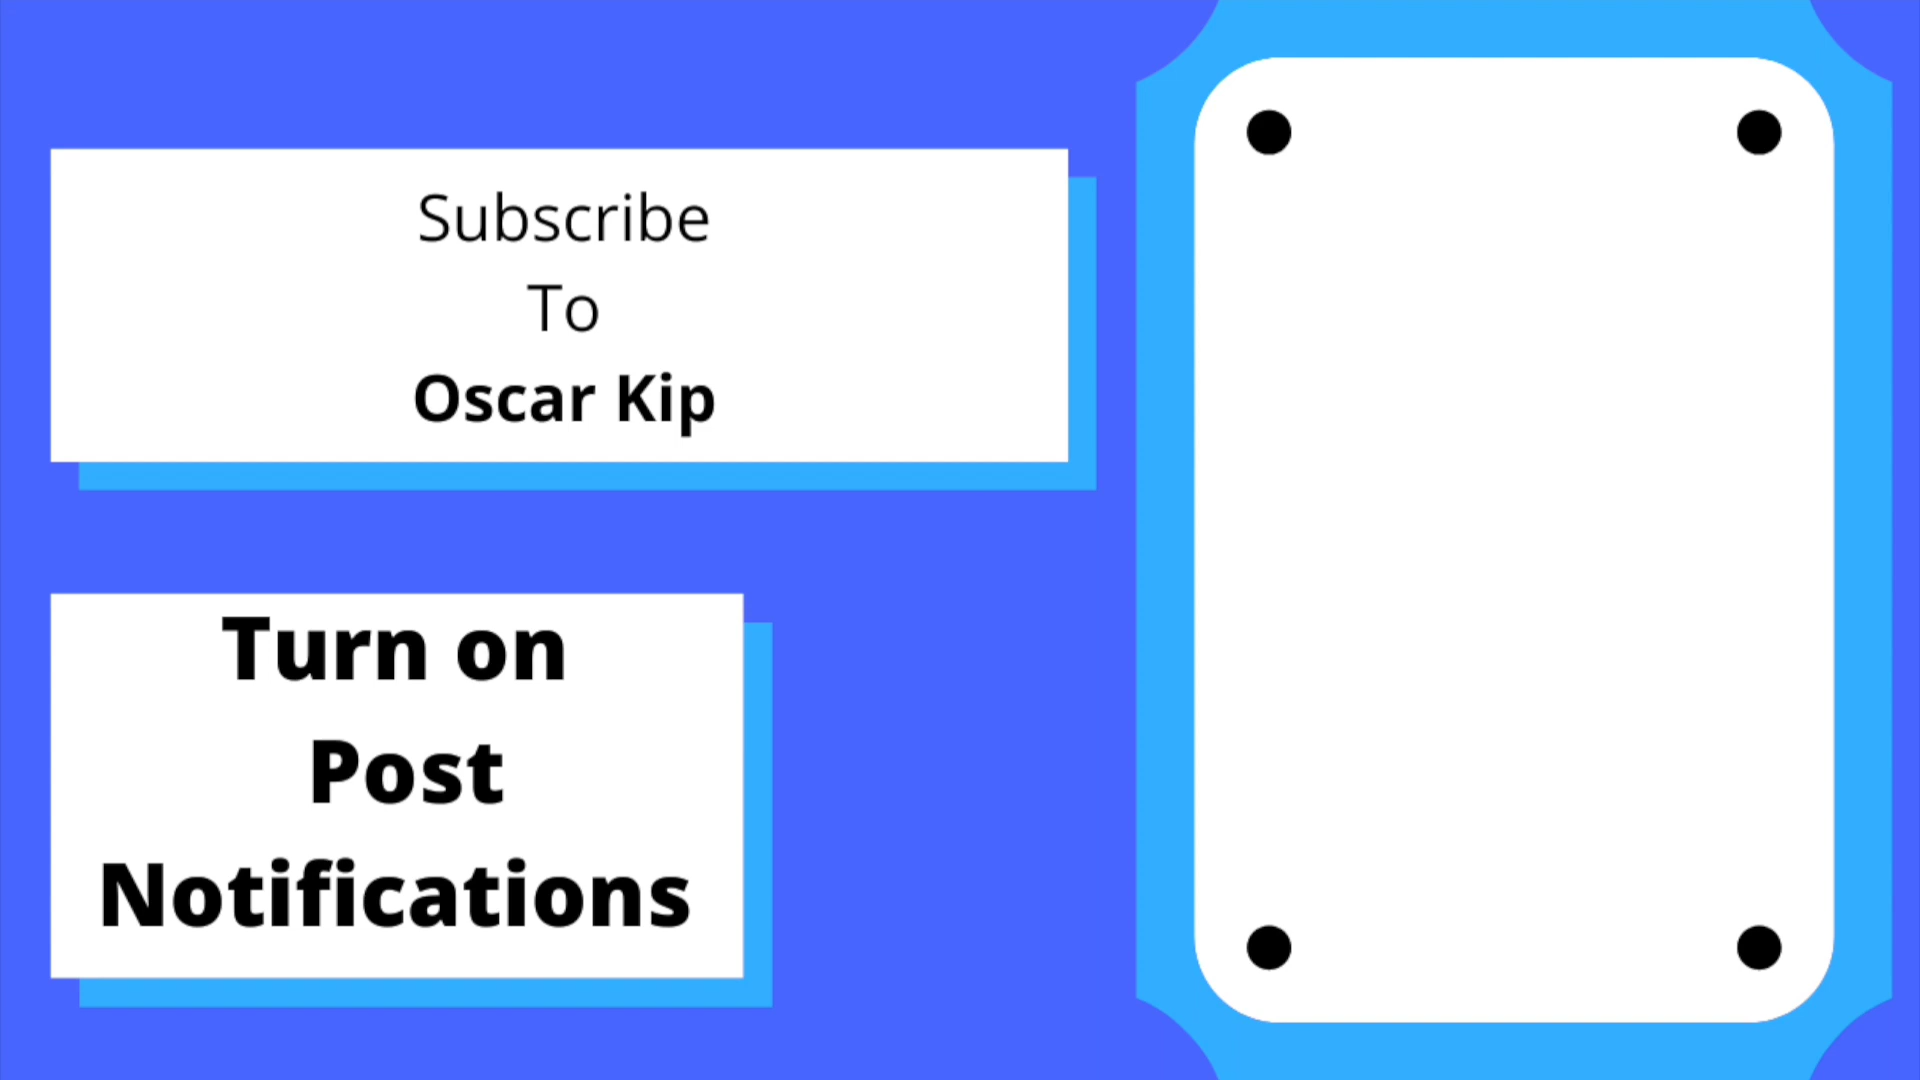 Subscribe
To
Oscar Kip
Turn on
Post
Notifications